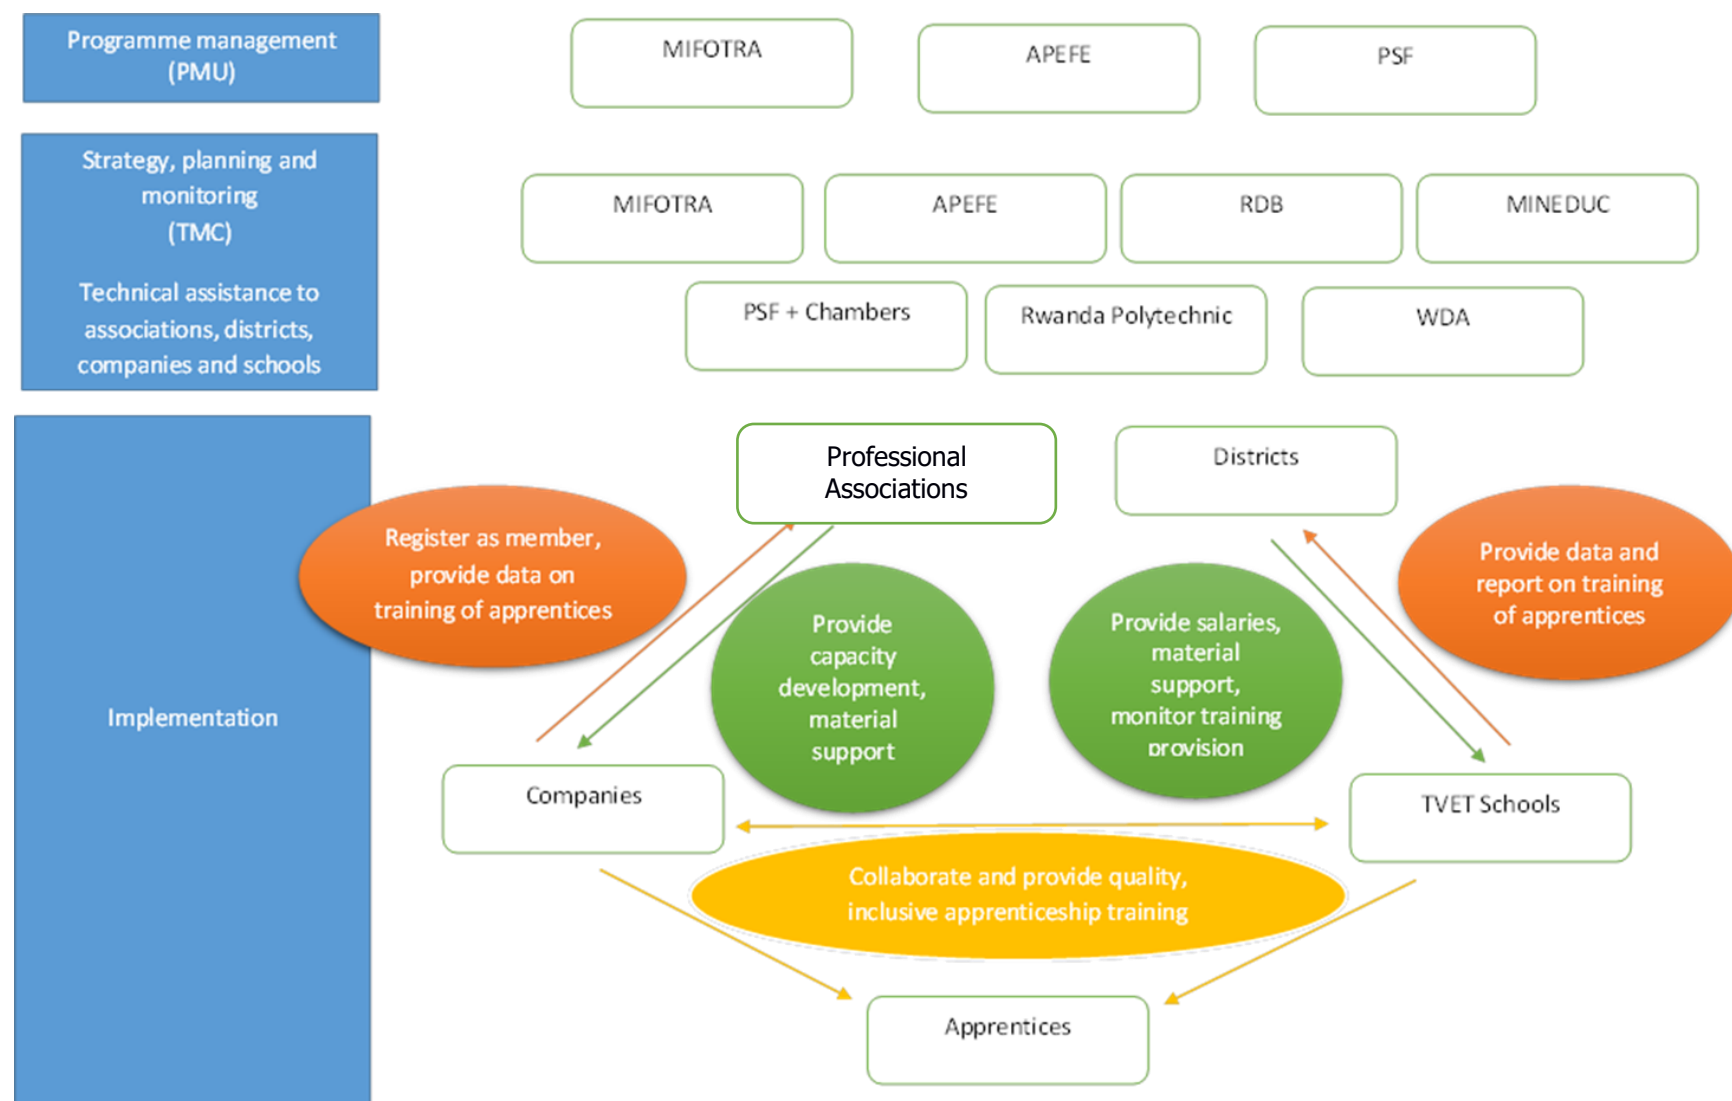 Programme management
(PMU)
MIFOTRA
APEFE
PSF
Strategy, planning and
monitoring
(TMC)
Technical assistance to
associations, districts,
companies and schools
MIFOTRA
APEFE
RDB
MINEDUC
PSF + Chambers
Rwanda Polytechnic
WDA
Implementation
Professional
Associations
Districts
Register as member,
provide data on
training of apprentices
Provide
capacity
development,
material
support
Provide salaries,
material
support,
monitor training
provision
Provide data and
report on training
of apprentices
Companies
TVET Schools
Collaborate and provide quality,
inclusive apprenticeship training
Apprentices